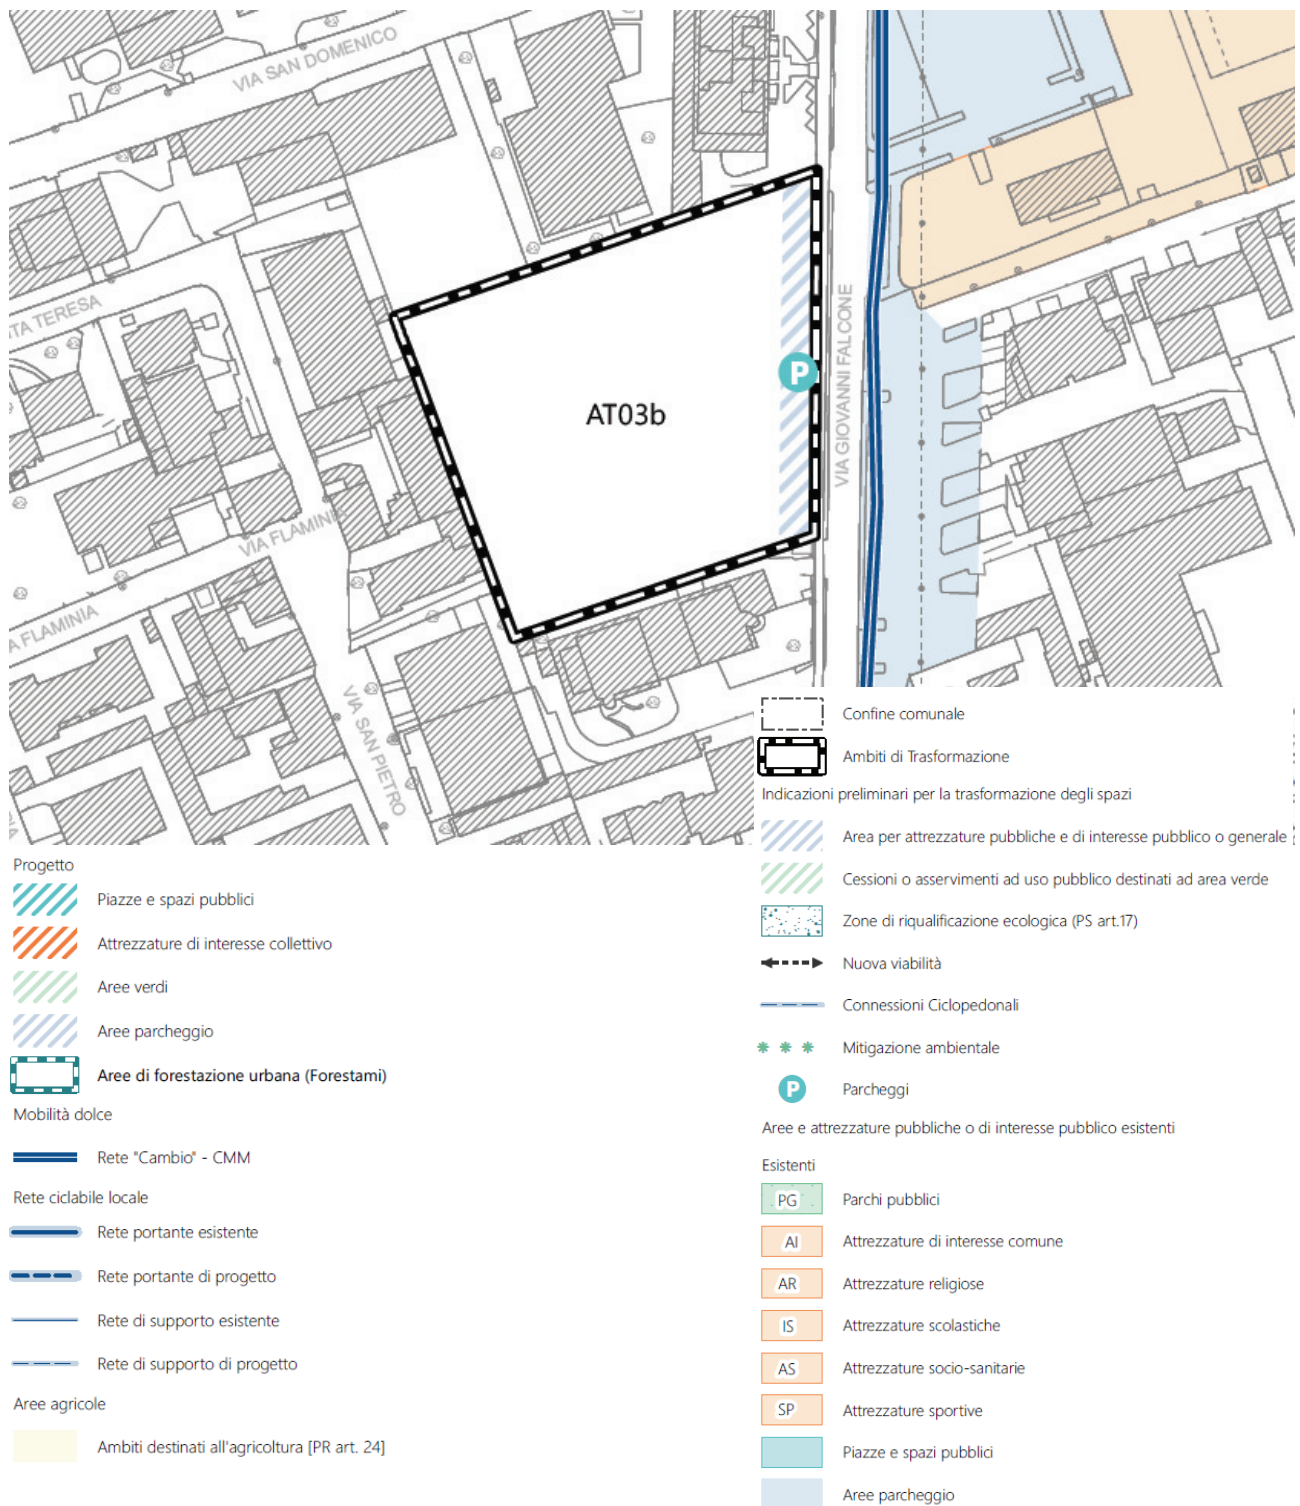 VIA SAN DOMENICO
TA TERESA
VIA GIOVANNI FALCONE
P
AT03b
VIA FLAMINIA
A FLAMINIA
VIA SAN PIETRO
Progetto
Piazze e spazi pubblici
Attrezzature di interesse collettivo
Aree verdi
Aree parcheggio
Aree di forestazione urbana (Forestami)
Mobilità dolce
Rete "Cambio" - CMM
Rete ciclabile locale
Rete portante esistente
Rete portante di progetto
Rete di supporto esistente
Rete di supporto di progetto
Aree agricole
Ambiti destinati all'agricoltura [PR art. 24]
Confine comunale
Ambiti di Trasformazione
Indicazioni preliminari per la trasformazione degli spazi
Area per attrezzature pubbliche e di interesse pubblico o generale
Cessioni o asservimenti ad uso pubblico destinati ad area verde
Zone di riqualificazione ecologica (PS art.17)
Nuova viabilità
Connessioni Ciclopedonali
Mitigazione ambientale
P Parcheggi
Aree e attrezzature pubbliche o di interesse pubblico esistenti
Esistenti
PG Parchi pubblici
AI Attrezzature di interesse comune
AR Attrezzature religiose
IS Attrezzature scolastiche
AS Attrezzature socio-sanitarie
SP Attrezzature sportive
Piazze e spazi pubblici
Aree parcheggio